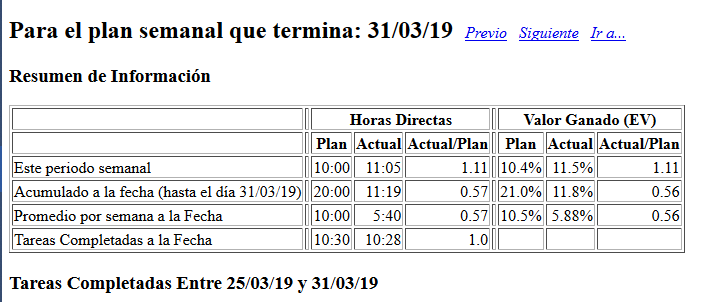 Para el plan semanal que termina: 31/03/19 Previo Siguiente Ir a...
Resumen de Información
Horas Directas Valor Ganado (EV)
Plan Actual Actual/Plan Plan Actual Actual/Plan
Este periodo semanal 10:00 11:05 1.11 10.4% 11.5% 1.11
Acumulado a la fecha (hasta el día 31/03/19) 20:00 11:19 0.57 21.0% 11.8% 0.56
Promedio por semana a la Fecha 10:00 5:40 0.57 10.5% 5.88% 0.56
Tareas Completadas a la Fecha 10:30 10:28 1.0
Tareas Completadas Entre 25/03/19 y 31/03/19